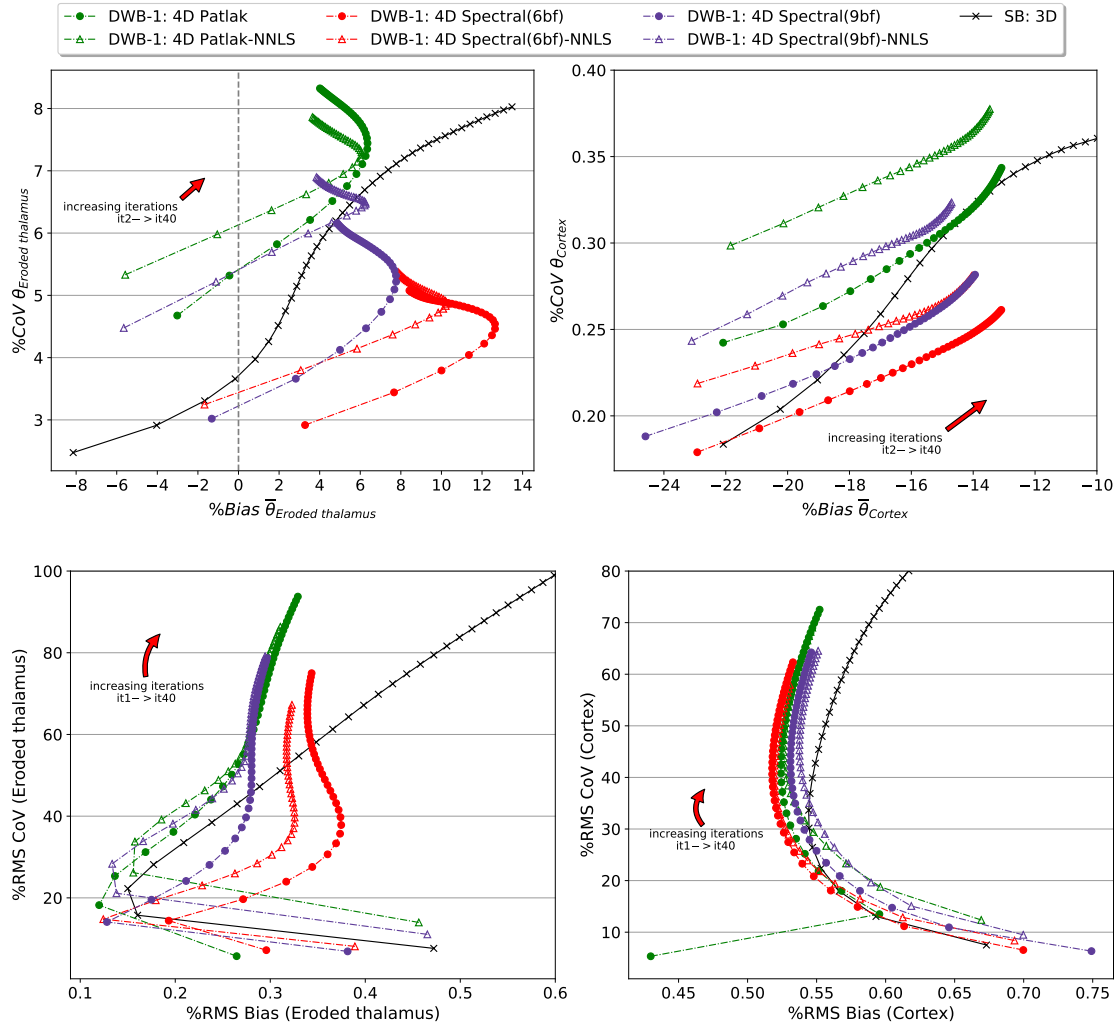 DWB-1: 4D Patlak
DWB-1: 4D Spectral(6bf)
DWB-1: 4D Spectral(9bf)
SB: 3D
DWB-1: 4D Patlak-NNLS
DWB-1: 4D Spectral(6bf)-NNLS
DWB-1: 4D Spectral(9bf)-NNLS
%CoV θ_Eroded thalamus
8
7
6
5
4
3
increasing iterations
it2−>it40
−8 −6 −4 −2 0 2 4 6 8 10 12 14
%Bias θ̅_Eroded thalamus
%CoV θ_Cortex
0.40
0.35
0.30
0.25
0.20
increasing iterations
it2−>it40
−24 −22 −20 −18 −16 −14 −12 −10
%Bias θ̅_Cortex
%RMS CoV (Eroded thalamus)
100
80
60
40
20
increasing iterations
it1−>it40
0.1 0.2 0.3 0.4 0.5 0.6
%RMS Bias (Eroded thalamus)
%RMS CoV (Cortex)
80
70
60
50
40
30
20
10
increasing iterations
it1−>it40
0.45 0.50 0.55 0.60 0.65 0.70 0.75
%RMS Bias (Cortex)